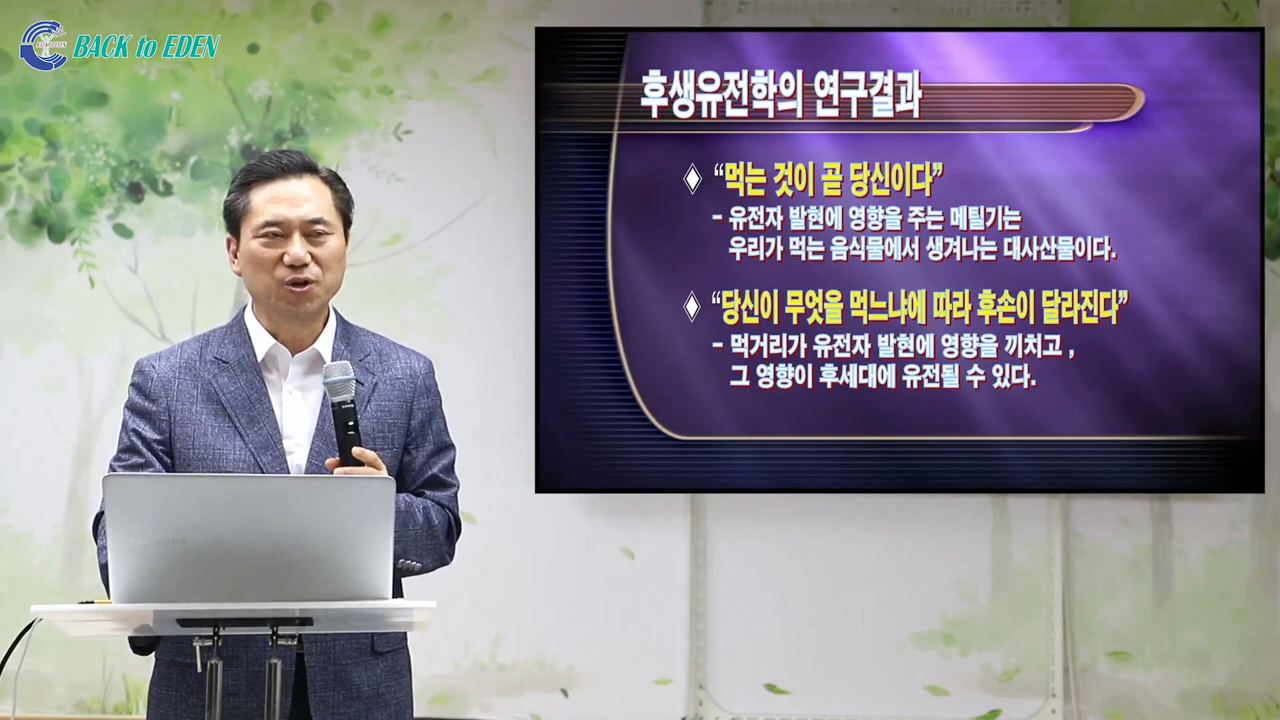 BACK to EDEN
후생유전학의 연구결과
“먹는 것이 곧 당신이다”
- 유전자 발현에 영향을 주는 메틸기는
우리가 먹는 음식물에서 생겨나는 대사산물이다.
“당신이 무엇을 먹느냐에 따라 후손이 달라진다”
- 먹거리가 유전자 발현에 영향을 끼치고 ,
그 영향이 후세대에 유전될 수 있다.